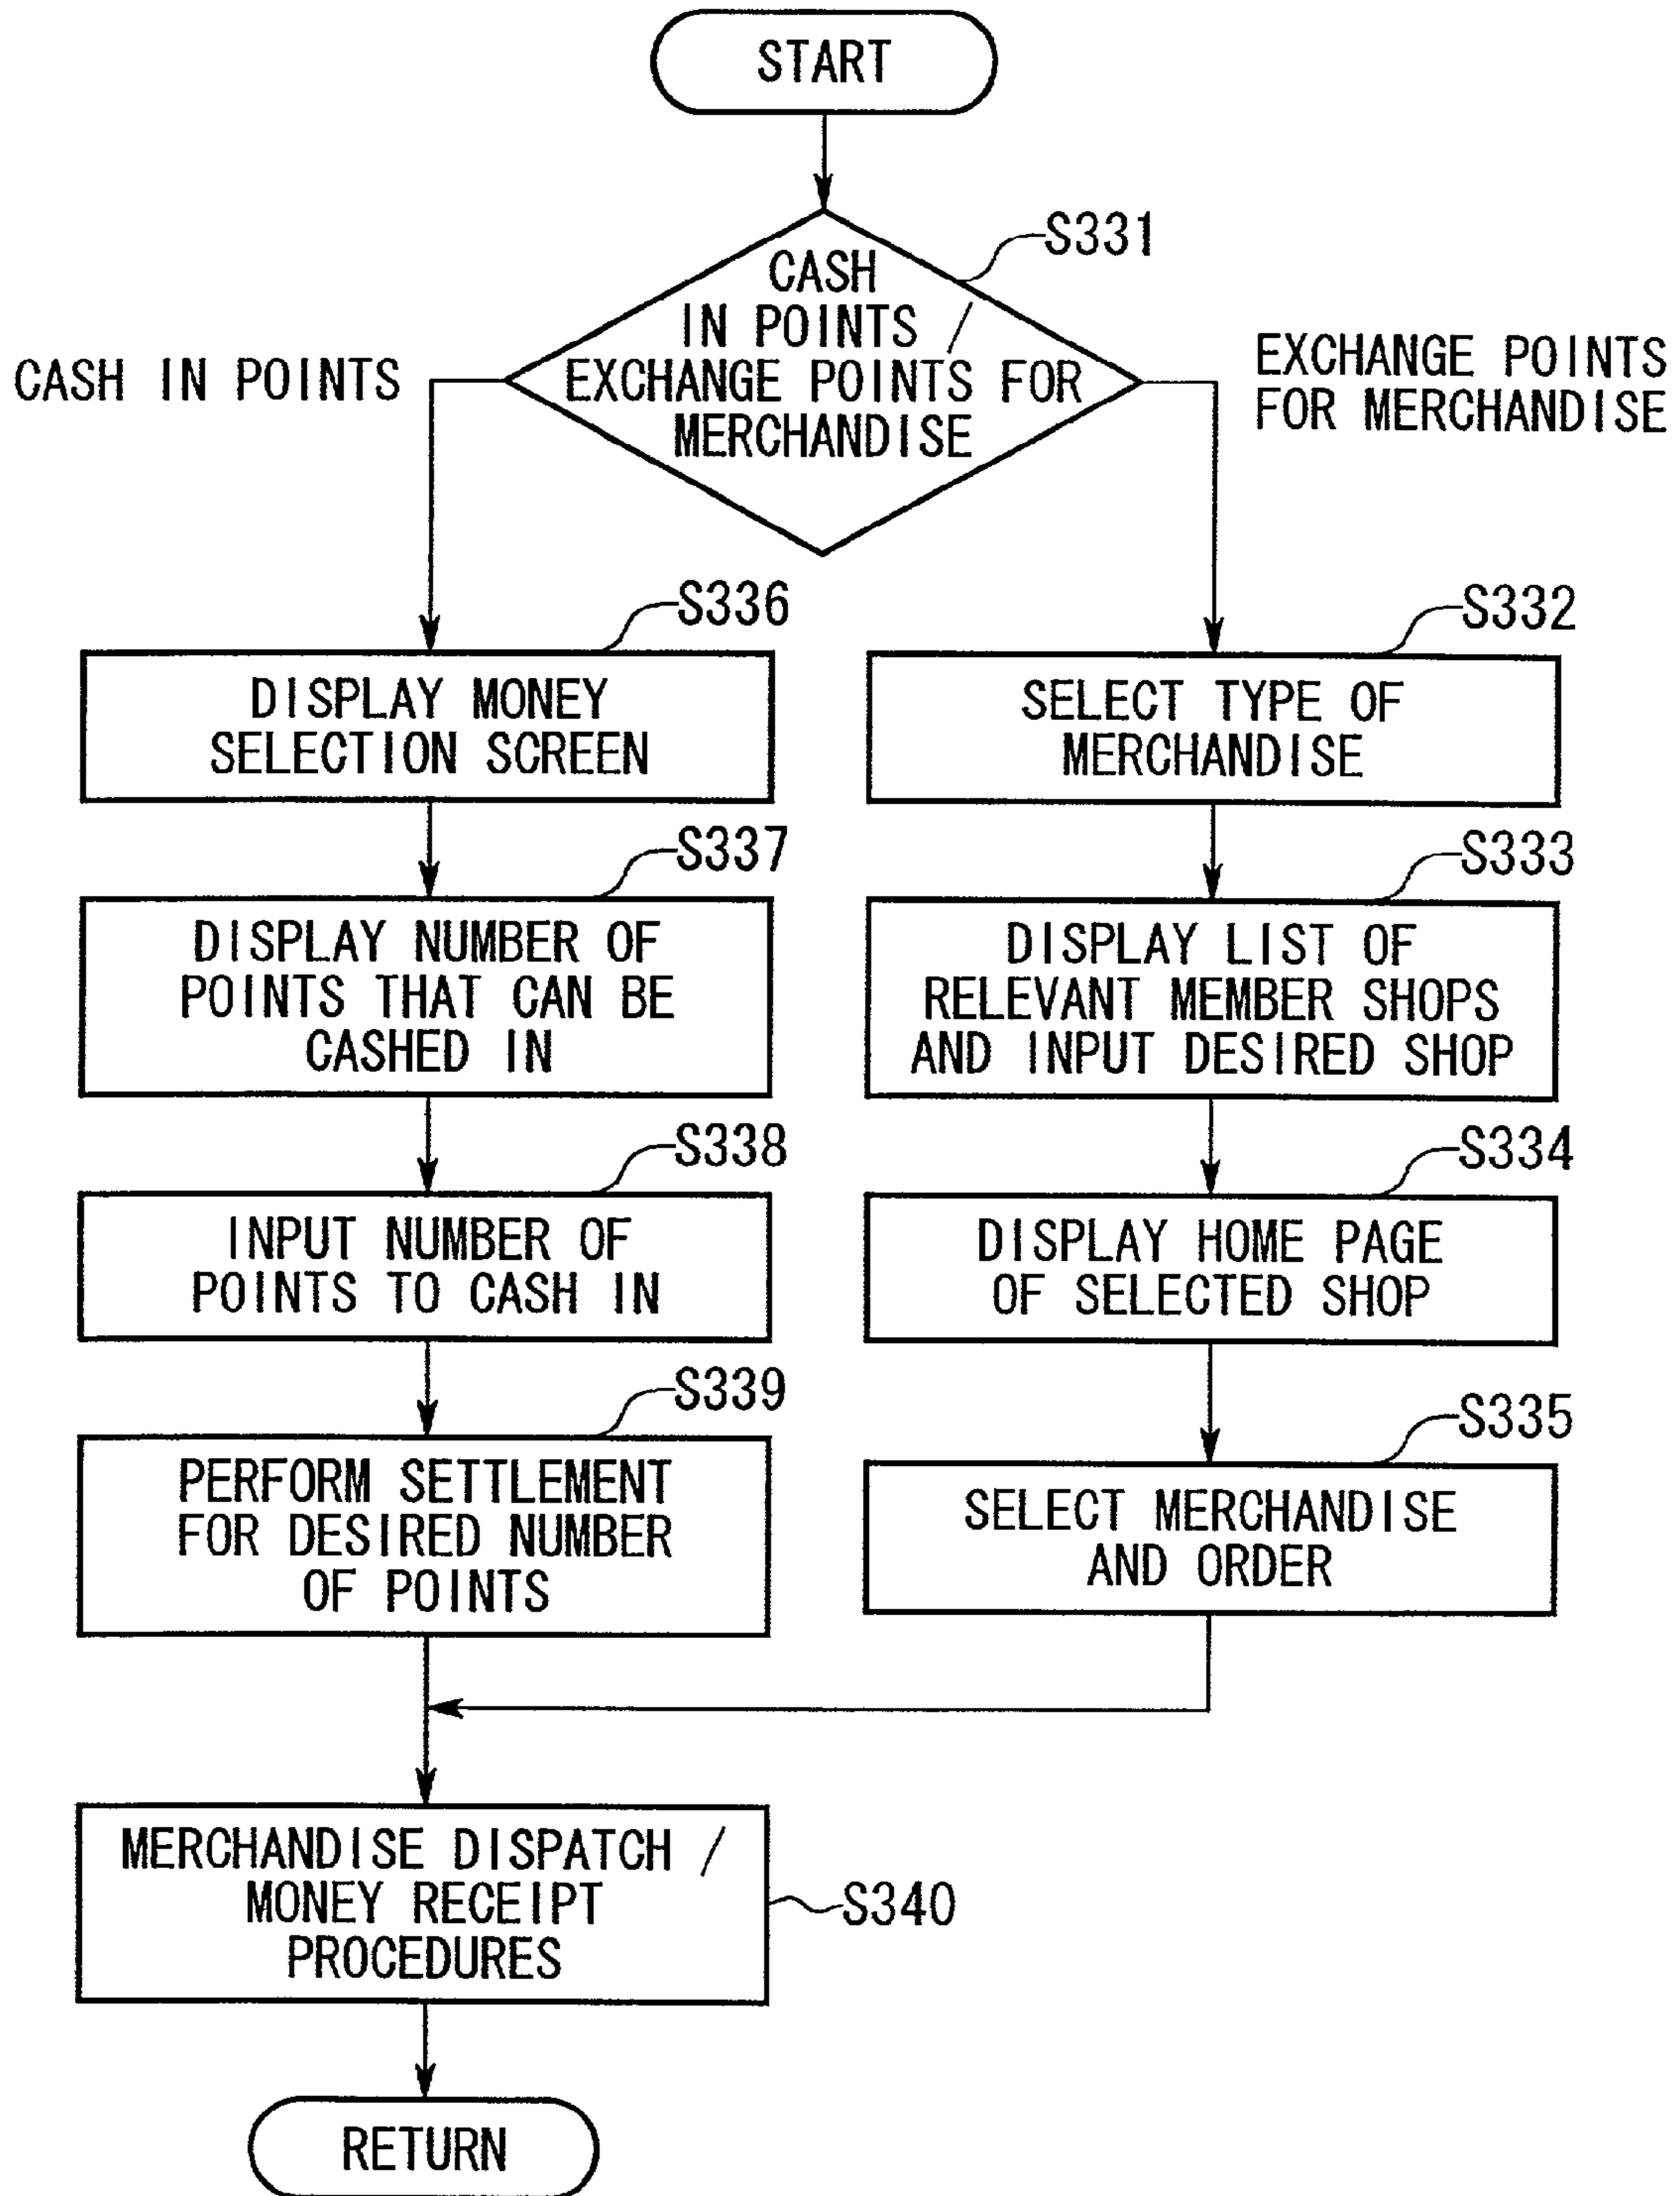 START
S331
CASH
IN POINTS /
EXCHANGE POINTS FOR
MERCHANDISE
CASH IN POINTS
EXCHANGE POINTS
FOR MERCHANDISE
S336
DISPLAY MONEY
SELECTION SCREEN
S332
SELECT TYPE OF
MERCHANDISE
S337
DISPLAY NUMBER OF
POINTS THAT CAN BE
CASHED IN
S333
DISPLAY LIST OF
RELEVANT MEMBER SHOPS
AND INPUT DESIRED SHOP
S338
INPUT NUMBER OF
POINTS TO CASH IN
S334
DISPLAY HOME PAGE
OF SELECTED SHOP
S339
PERFORM SETTLEMENT
FOR DESIRED NUMBER
OF POINTS
S335
SELECT MERCHANDISE
AND ORDER
MERCHANDISE DISPATCH /
MONEY RECEIPT
PROCEDURES
S340
RETURN